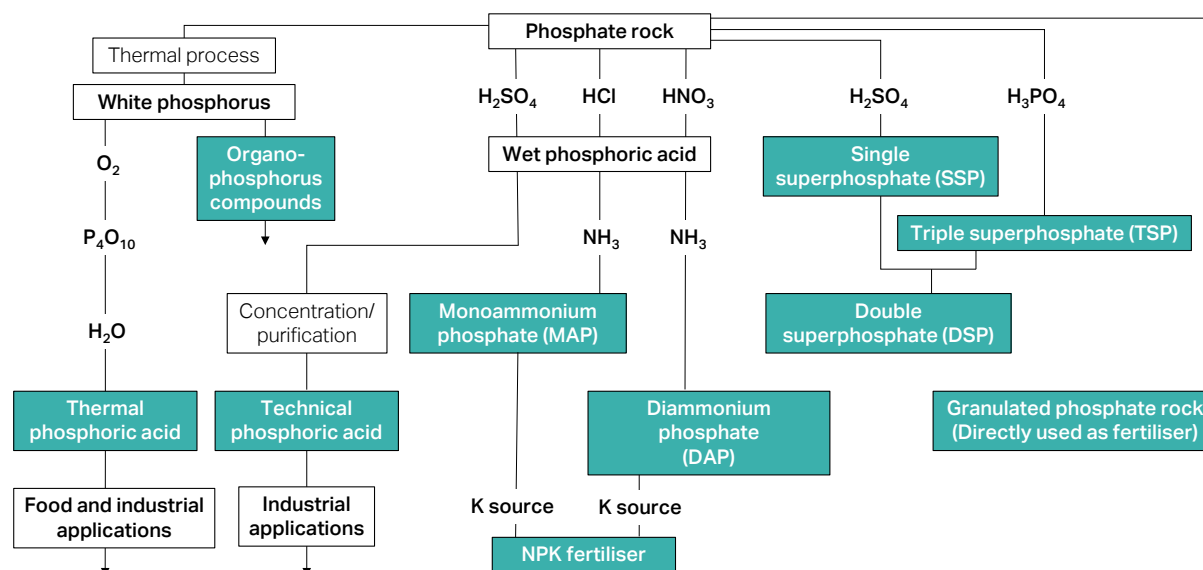 Phosphate rock
Thermal process
White phosphorus
H₂SO₄
HCl
HNO₃
H₂SO₄
H₃PO₄
O₂
Organo-
phosphorus
compounds
Wet phosphoric acid
Single
superphosphate (SSP)
P₄O₁₀
NH₃
NH₃
Triple superphosphate (TSP)
H₂O
Concentration/
purification
Monoammonium
phosphate (MAP)
Double
superphosphate (DSP)
Thermal
phosphoric acid
Technical
phosphoric acid
Diammonium
phosphate
(DAP)
Granulated phosphate rock
(Directly used as fertiliser)
Food and industrial
applications
Industrial
applications
K source
K source
NPK fertiliser